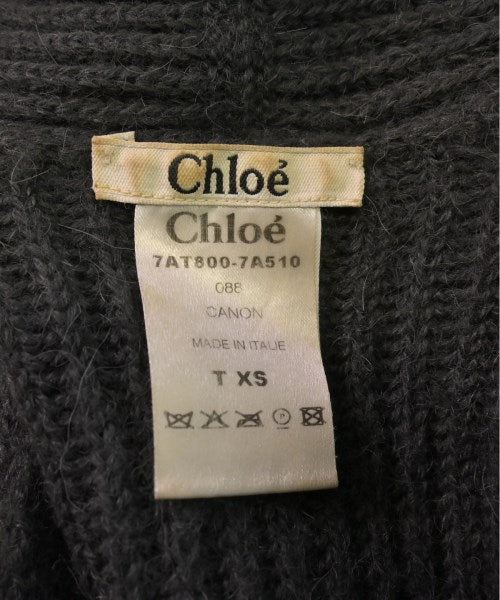 Chloé
Chloé
7AT800-7A510
088
CANON
MADE IN ITALIE
T XS
P